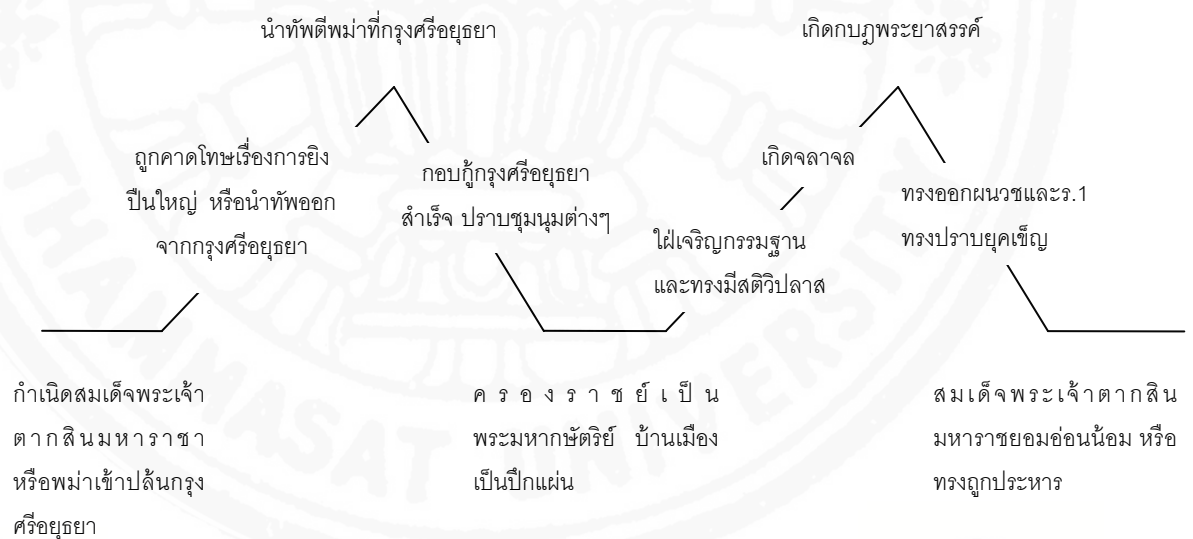 นำทัพตีพม่าที่กรุงศรีอยุธยา
เกิดกบฏพระยาสรรค์
ถูกคาดโทษเรื่องการยิง
ปืนใหญ่ หรือนำทัพออก
จากกรุงศรีอยุธยา
กอบกู้กรุงศรีอยุธยา
สำเร็จ ปราบชุมนุมต่างๆ
ใฝ่เจริญกรรมฐาน
และทรงมีสติวิปลาส
เกิดจลาจล
ทรงออกผนวชและร.1
ทรงปราบยุคเข็ญ
กำเนิดสมเด็จพระเจ้า
ตากสินมหาราชา
หรือพม่าเข้าปล้นกรุง
ศรีอยุธยา
ครองราชย์เป็น
พระมหากษัตริย์ บ้านเมือง
เป็นปึกแผ่น
สมเด็จพระเจ้าตากสิน
มหาราชยอมอ่อนน้อม หรือ
ทรงถูกประหาร
THAMMASAT UNIVERSITY